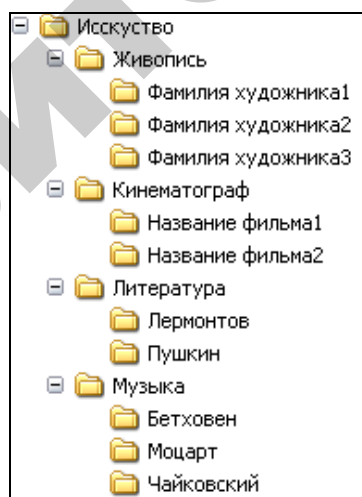 Исскуство
Живопись
Фамилия художника1
Фамилия художника2
Фамилия художника3
Кинематограф
Название фильма1
Название фильма2
Литература
Лермонтов
Пушкин
Музыка
Бетховен
Моцарт
Чайковский